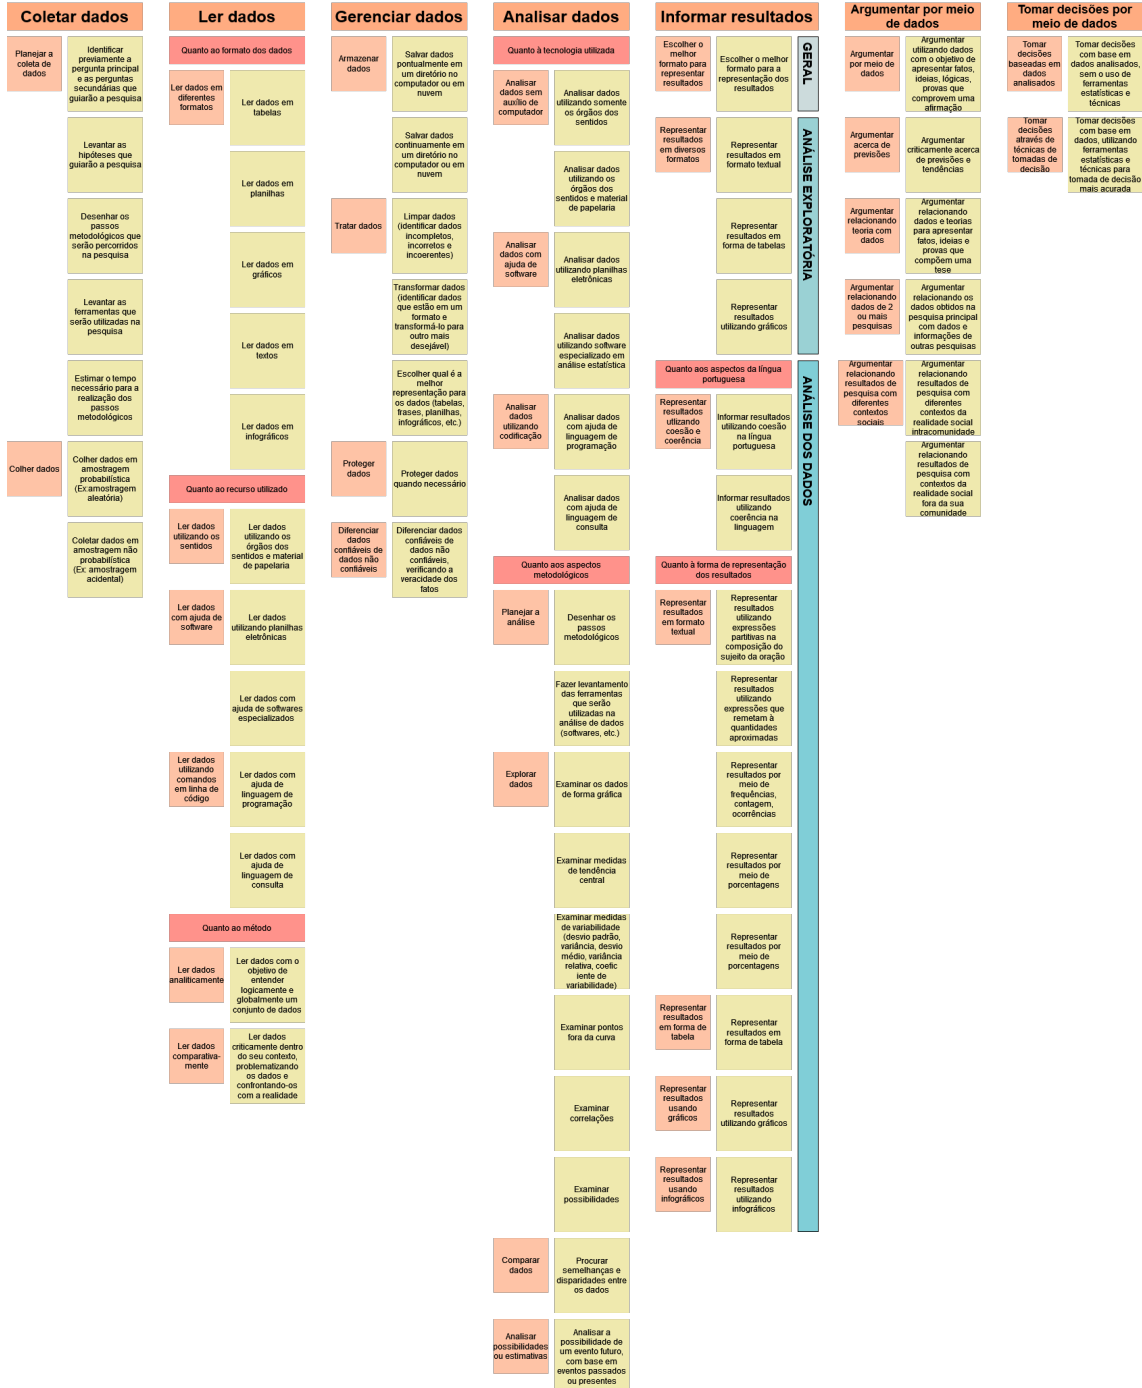 Coletar dados
Planejar a
coleta de
dados
Identificar
previamente a
pergunta principal
e as perguntas
secundárias que
guiarão a pesquisa
Levantar as
hipóteses que
guiarão a pesquisa
Desenhar os
passos
metodológicos que
serão percorridos
na pesquisa
Levantar as
ferramentas que
serão utilizadas na
pesquisa
Estimar o tempo
necessário para a
realização dos
passos
metodológicos
Colher dados
Colher dados em
amostragem
probabilística
(Ex:amostragem
aleatória)
Coletar dados em
amostragem não
probabilística
(Ex: amostragem
acidental)
Ler dados
Quanto ao formato dos dados
Ler dados em
diferentes
formatos
Ler dados em
tabelas
Ler dados em
planilhas
Ler dados em
gráficos
Ler dados em
textos
Ler dados em
infográficos
Quanto ao recurso utilizado
Ler dados
utilizando os
sentidos
Ler dados
utilizando os
órgãos dos
sentidos e material
de papelaria
Ler dados
com ajuda de
software
Ler dados
utilizando planilhas
eletrônicas
Ler dados com
ajuda de softwares
especializados
Ler dados
utilizando
comandos
em linha de
código
Ler dados com
ajuda de
linguagem de
programação
Ler dados com
ajuda de
linguagem de
consulta
Quanto ao método
Ler dados
analiticamente
Ler dados com o
objetivo de
entender
logicamente e
globalmente um
conjunto de dados
Ler dados
comparativa-
mente
Ler dados
criticamente dentro
do seu contexto,
problematizando
os dados e
confrontando-os
com a realidade
Gerenciar dados
Armazenar
dados
Salvar dados
pontualmente em
um diretório no
computador ou em
nuvem
Salvar dados
continuamente em
um diretório no
computador ou em
nuvem
Tratar dados
Limpar dados
(identificar dados
incompletos,
incorretos e
incoerentes)
Transformar dados
(identificar dados
que estão em um
formato e
transformá-lo para
outro mais
desejável)
Escolher qual é a
melhor
representação para
os dados (tabelas,
frases, planilhas,
infográficos, etc.)
Proteger
dados
Proteger dados
quando necessário
Diferenciar
dados
confiáveis de
dados não
confiáveis
Diferenciar dados
confiáveis de
dados não
confiáveis,
verificando a
veracidade dos
fatos
Analisar dados
Quanto à tecnologia utilizada
Analisar
dados sem
auxílio de
computador
Analisar dados
utilizando somente
os órgãos dos
sentidos
Analisar dados
utilizando os
órgãos dos
sentidos e material
de papelaria
Analisar
dados com
ajuda de
software
Analisar dados
utilizando planilhas
eletrônicas
Analisar dados
utilizando software
especializado em
análise estatística
Analisar
dados
utilizando
codificação
Analisar dados
com ajuda de
linguagem de
programação
Analisar dados
com ajuda de
linguagem de
consulta
Quanto aos aspectos
metodológicos
Planejar a
análise
Desenhar os
passos
metodológicos
Fazer levantamento
das ferramentas
que serão
utilizadas na
análise de dados
(softwares, etc.)
Explorar
dados
Examinar os dados
de forma gráfica
Examinar medidas
de tendência
central
Examinar medidas
de variabilidade
(desvio padrão,
variância, desvio
médio, variância
relativa, coefic
iente de
variabilidade)
Examinar pontos
fora da curva
Examinar
correlações
Examinar
possibilidades
Comparar
dados
Procurar
semelhanças e
disparidades entre
os dados
Analisar
possibilidades
ou estimativas
Analisar a
possibilidade de
um evento futuro,
com base em
eventos passados
ou presentes
Informar resultados
Escolher o
melhor
formato para
representar
resultados
Escolher o melhor
formato para a
representação dos
resultados
Representar
resultados
em diversos
formatos
Representar
resultados em
formato textual
Representar
resultados em
forma de tabelas
Representar
resultados
utilizando gráficos
Quanto aos aspectos da língua
portuguesa
Representar
resultados
utlizando
coesão e
coerência
Informar resultados
utilizando coesão
na língua
portuguesa
Informar resultados
utilizando
coerência na
linguagem
Quanto à forma de representação
dos resultados
Representar
resultados
em formato
textual
Representar
resultados
utilizando
expressões
partitivas na
composição do
sujeito da oração
Representar
resultados
utilizando
expressões que
remetam à
quantidades
aproximadas
Representar
resultados por
meio de
frequências,
contagem,
ocorrências
Representar
resultados por
meio de
porcentagens
Representar
resultados por
meio de
porcentagens
Representar
resultados
em forma de
tabela
Representar
resultados em
forma de tabela
Representar
resultados
usando
gráficos
Representar
resultados
utilizando gráficos
Representar
resultados
usando
infográficos
Representar
resultados
utilizando
infográficos
GERAL
ANÁLISE EXPLORATÓRIA
ANÁLISE DOS DADOS
Argumentar por meio
de dados
Argumentar
por meio de
dados
Argumentar
utilizando dados
com o objetivo de
apresentar fatos,
ideias, lógicas,
provas que
comprovem uma
afirmação
Argumentar
acerca de
previsões
Argumentar
criticamente acerca
de previsões e
tendências
Argumentar
relacionando
teoria com
dados
Argumentar
relacionando
dados e teorias
para apresentar
fatos, ideias e
provas que
compõem uma
tese
Argumentar
relacionando
dados de 2
ou mais
pesquisas
Argumentar
relacionando os
dados obtidos na
pesquisa principal
com dados e
informações de
outras pesquisas
Argumentar
relacionando
resultados de
pesquisa com
diferentes
contextos
sociais
Argumentar
relacionando
resultados de
pesquisa com
diferentes
contextos da
realidade social
intracomunidade
Argumentar
relacionando
resultados de
pesquisa com
contextos da
realidade social
fora da sua
comunidade
Tomar decisões por
meio de dados
Tomar
decisões
baseadas em
dados
analisados
Tomar decisões
com base em
dados analisados,
sem o uso de
ferramentas
estatísticas e
técnicas
Tomar
decisões
através de
técnicas de
tomadas de
decisão
Tomar decisões
com base em
dados, utilizando
ferramentas
estatísticas e
técnicas para
tomada de decisão
mais acurada